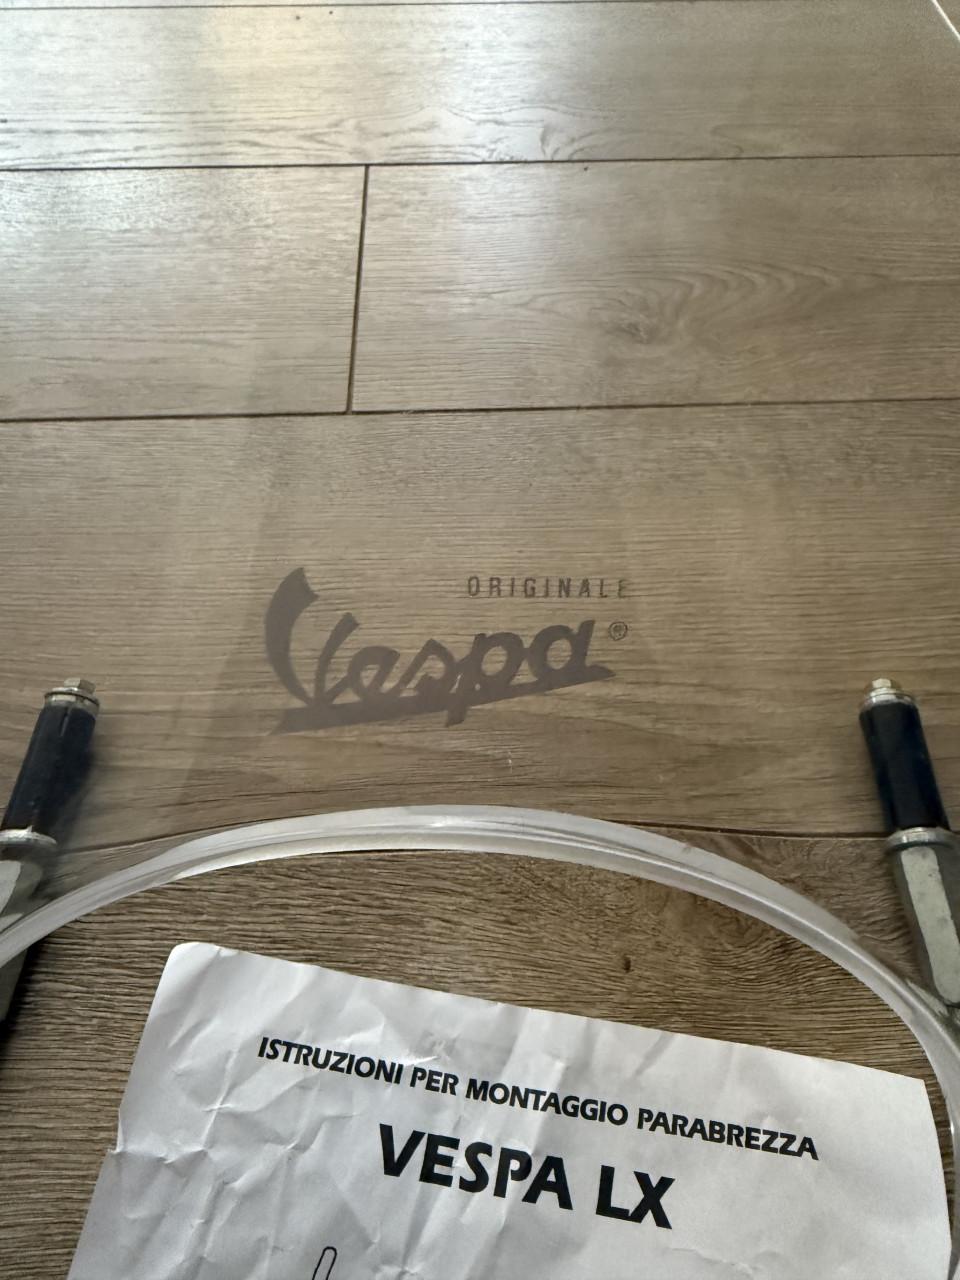 ORIGINALE
Vespa®
ISTRUZIONI PER MONTAGGIO PARABREZZA
VESPA LX